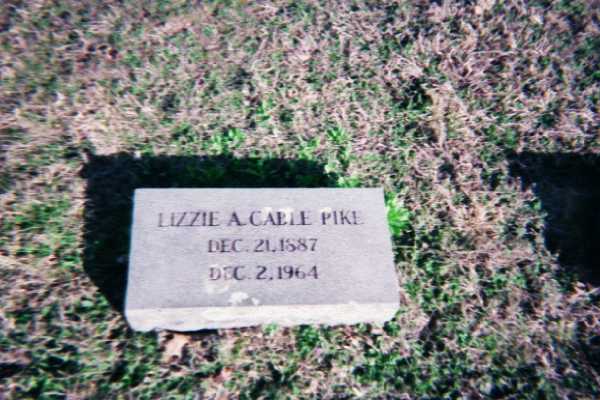 LIZZIE A. CABLE PIKE
DEC. 21, 1887
DEC. 2, 1964